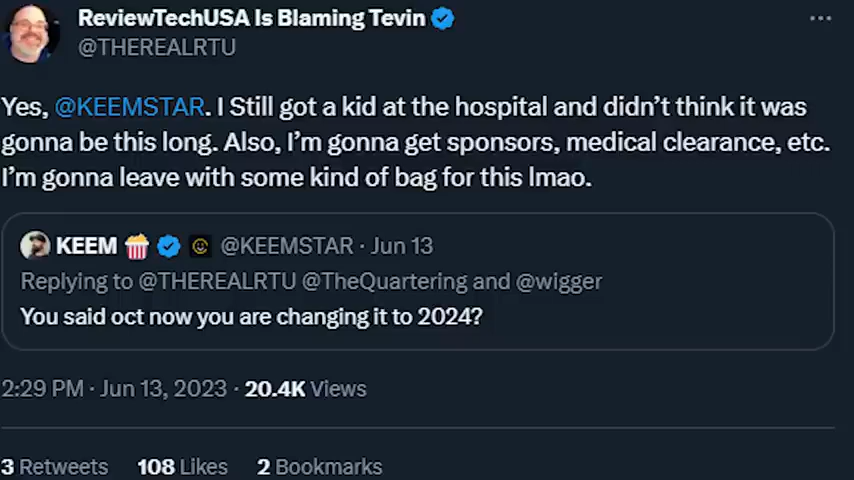 ReviewTechUSA Is Blaming Tevin
@THEREALRTU
Yes, @KEEMSTAR. I Still got a kid at the hospital and didn’t think it was
gonna be this long. Also, I’m gonna get sponsors, medical clearance, etc.
I’m gonna leave with some kind of bag for this lmao.
KEEM 🍿 @KEEMSTAR · Jun 13
Replying to @THEREALRTU @TheQuartering and @wigger
You said oct now you are changing it to 2024?
2:29 PM · Jun 13, 2023 · 20.4K Views
3 Retweets 108 Likes 2 Bookmarks